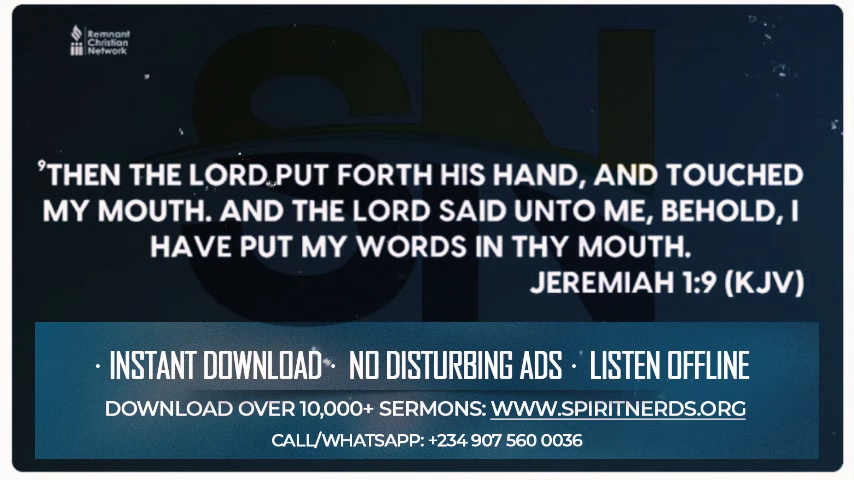 Remnant
Christian
Network
SN
⁹THEN THE LORD PUT FORTH HIS HAND, AND TOUCHED
MY MOUTH. AND THE LORD SAID UNTO ME, BEHOLD, I
HAVE PUT MY WORDS IN THY MOUTH.
JEREMIAH 1:9 (KJV)
· INSTANT DOWNLOAD · NO DISTURBING ADS · LISTEN OFFLINE
DOWNLOAD OVER 10,000+ SERMONS: WWW.SPIRITNERDS.ORG
CALL/WHATSAPP: +234 907 560 0036